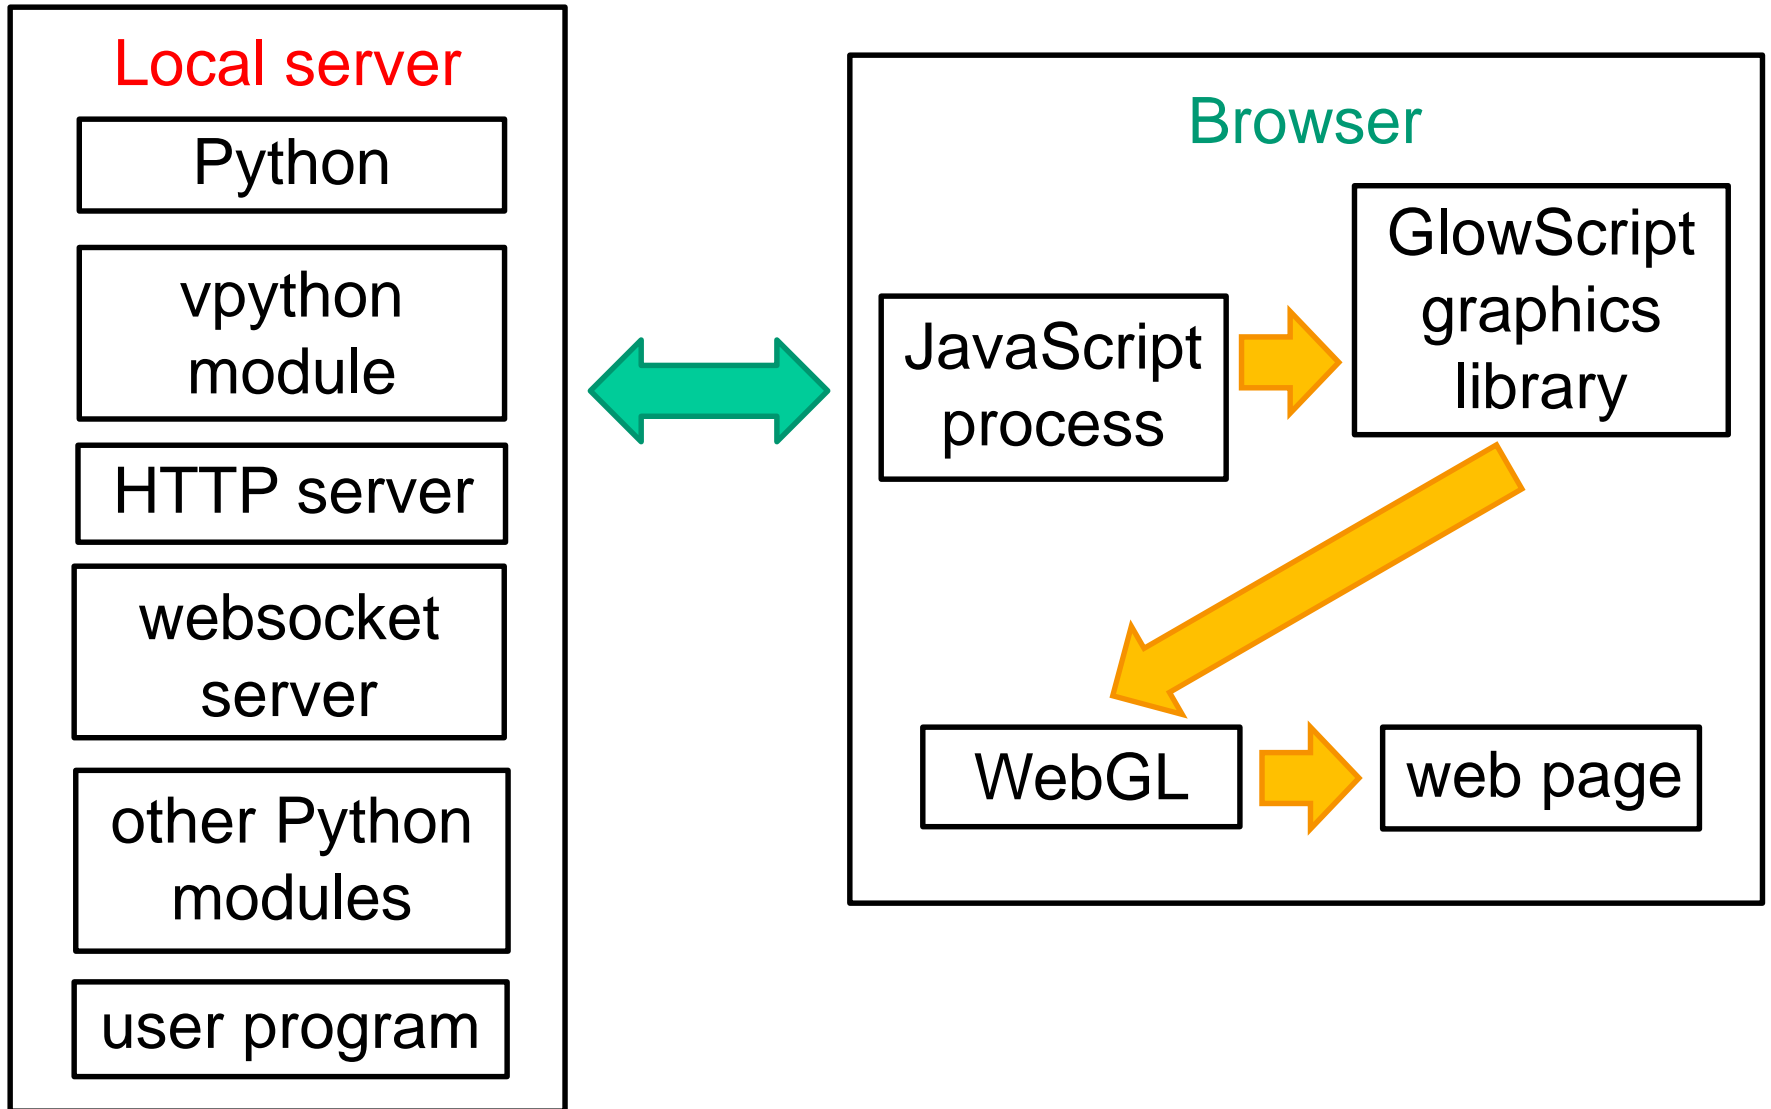 Local server
Python
vpython
module
HTTP server
websocket
server
other Python
modules
user program
Browser
JavaScript
process
GlowScript
graphics
library
WebGL
web page